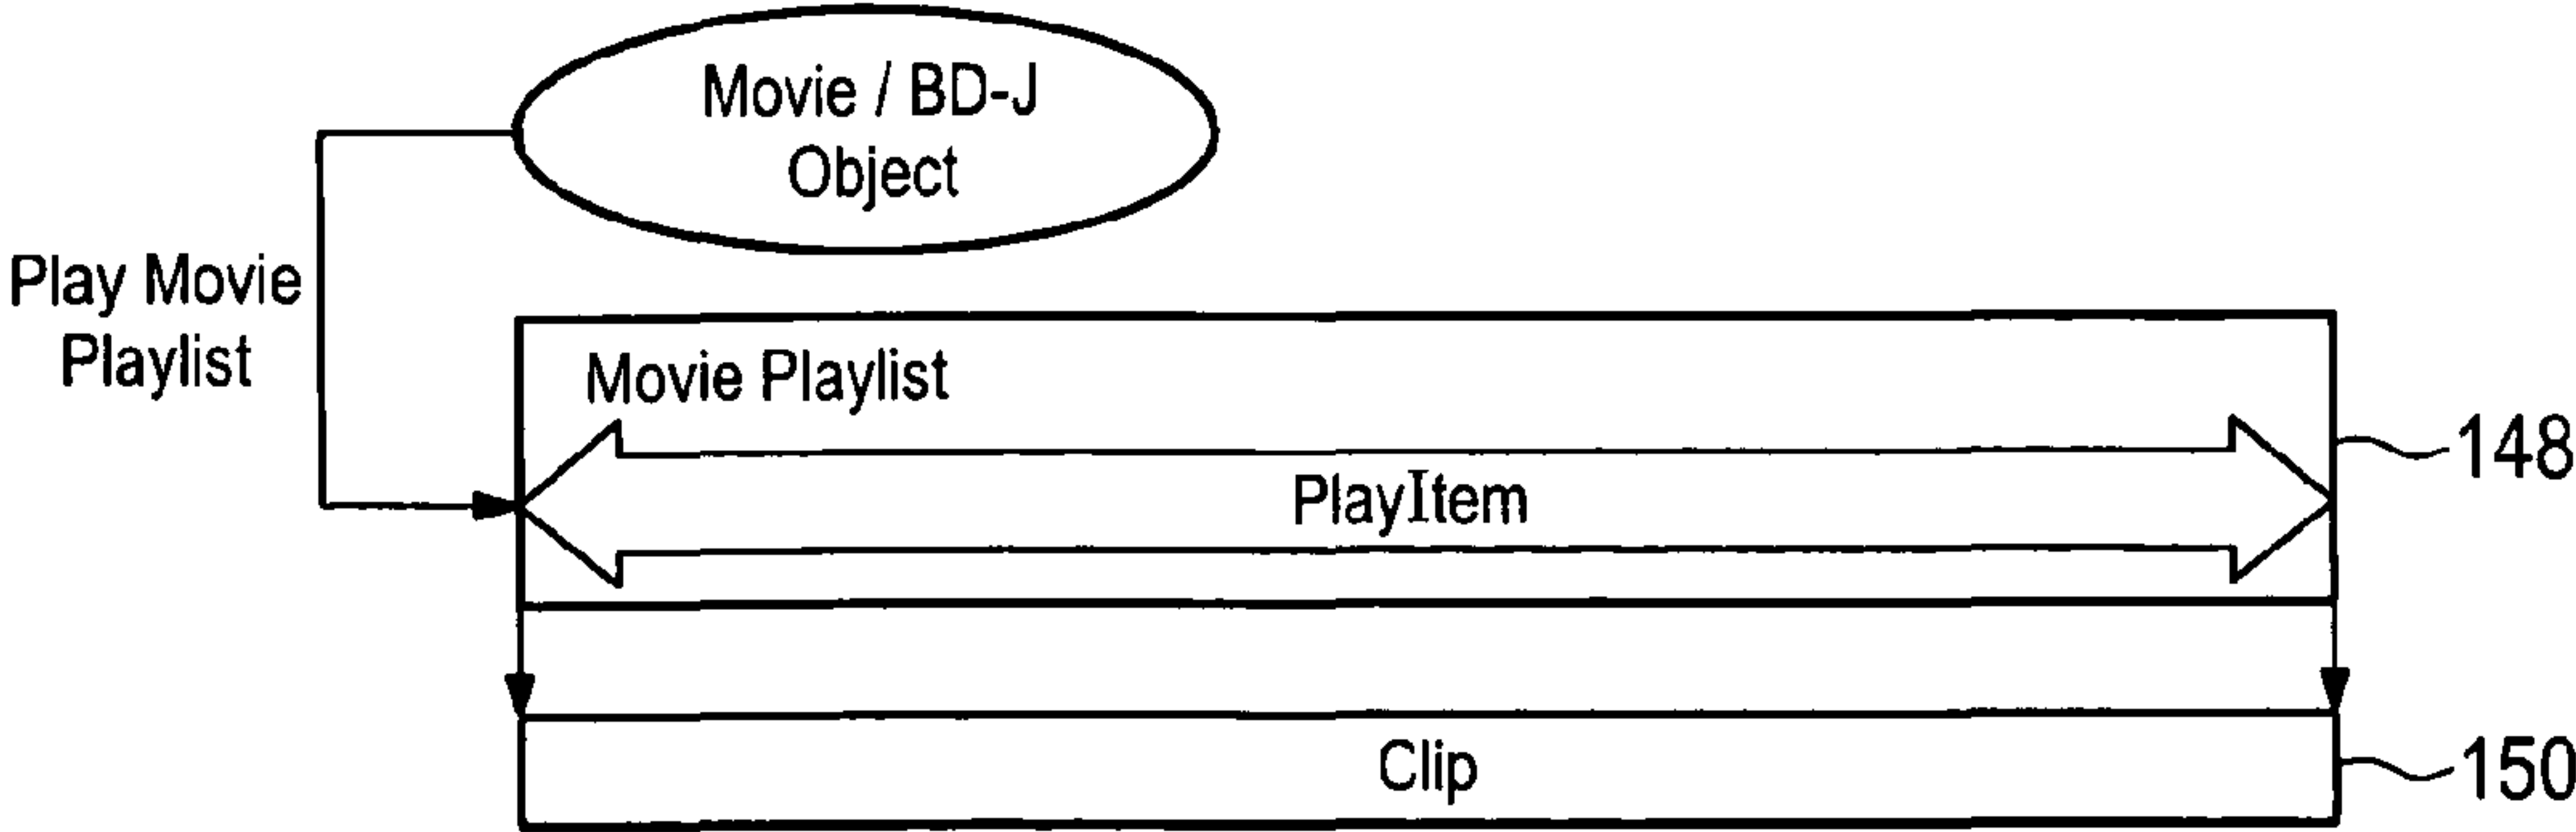 Movie / BD-J
Object
Play Movie
Playlist
Movie Playlist
148
PlayItem
Clip
150